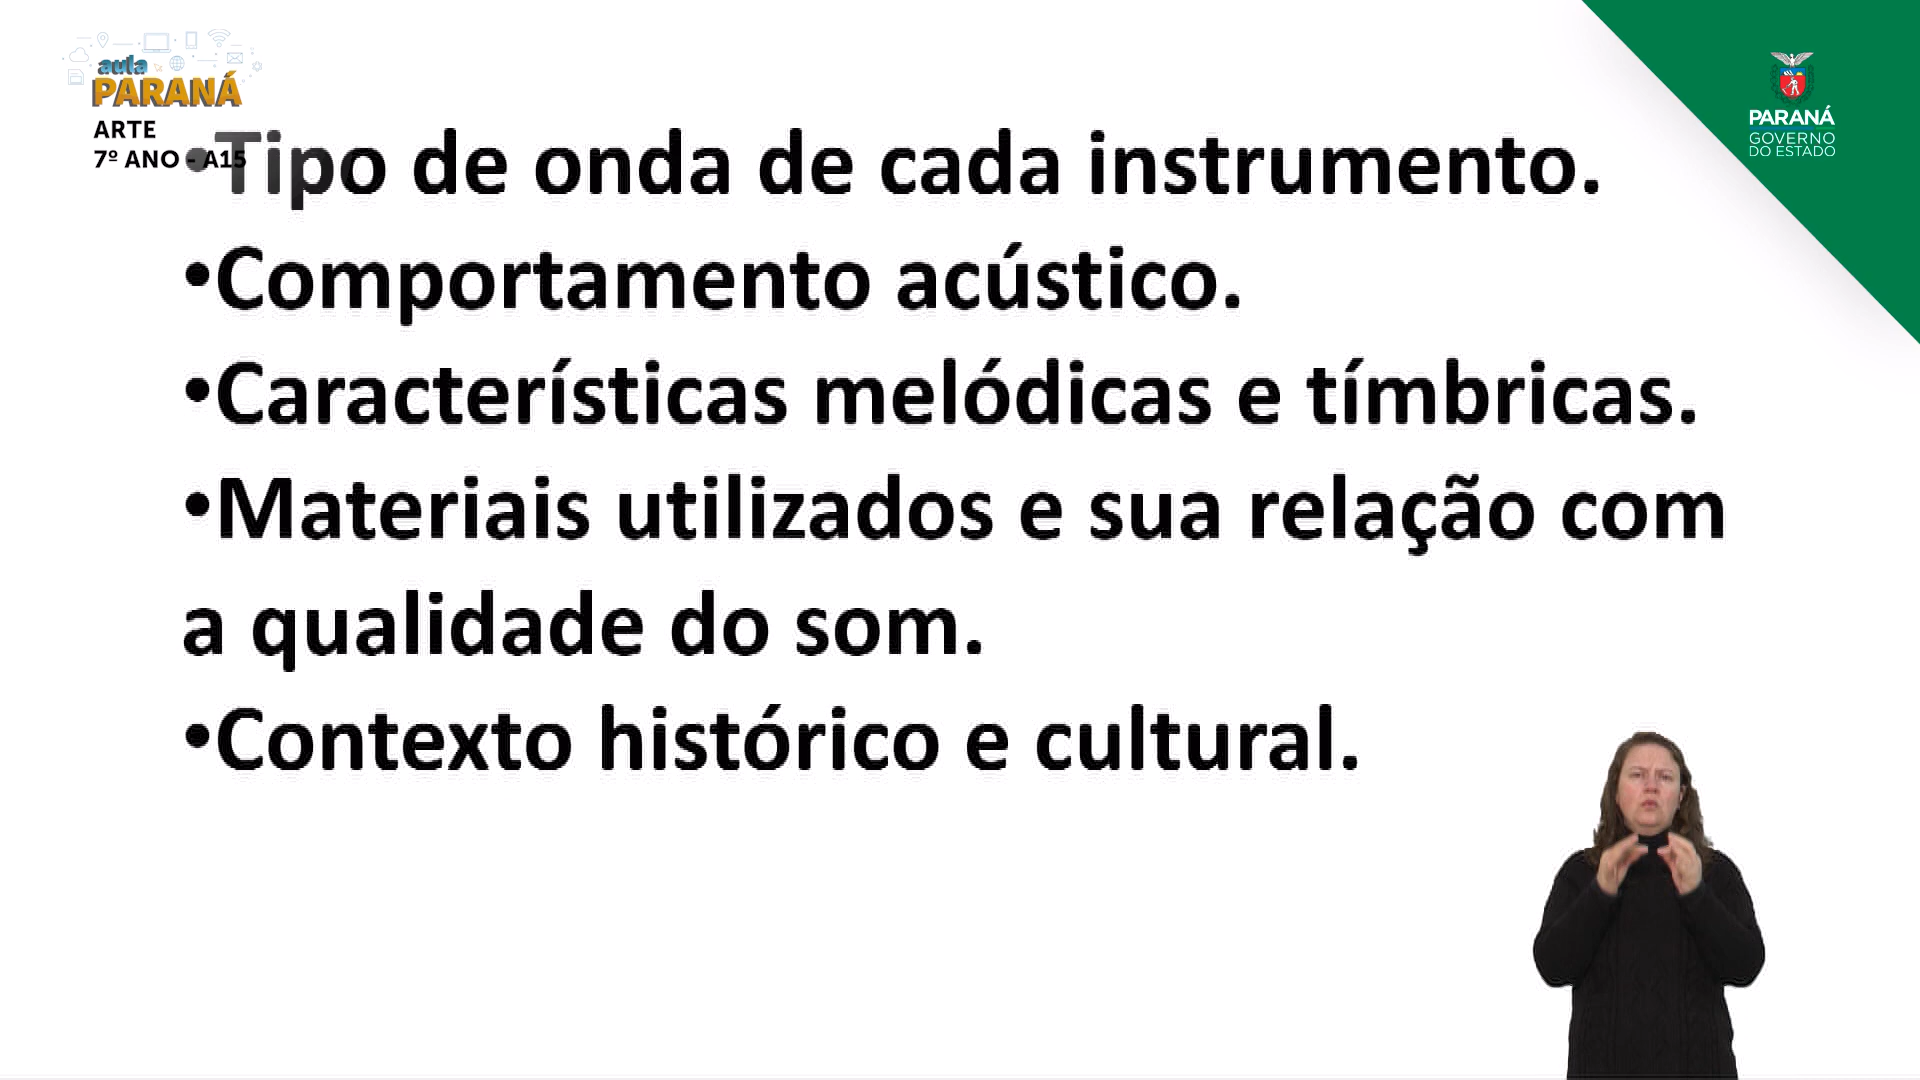 aula
PARANÁ
ARTE
7º ANO - A15
•Tipo de onda de cada instrumento.
•Comportamento acústico.
•Características melódicas e tímbricas.
•Materiais utilizados e sua relação com
a qualidade do som.
•Contexto histórico e cultural.
PARANÁ
GOVERNO
DO ESTADO